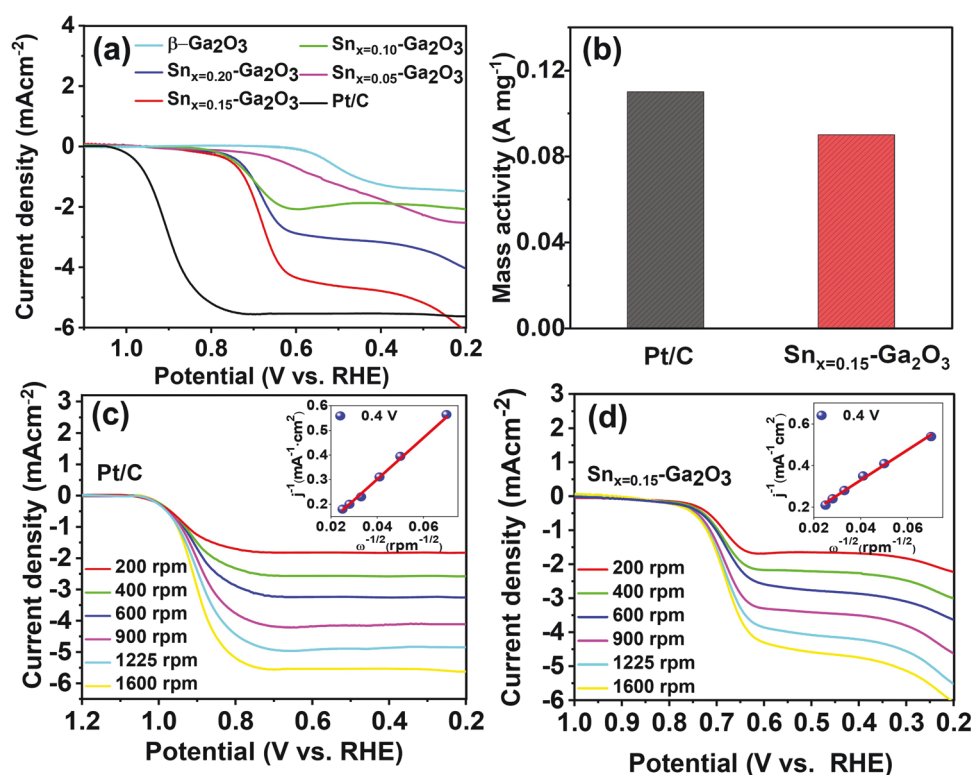 (a)
β−Ga2O3
Snx=0.10-Ga2O3
Snx=0.20-Ga2O3
Snx=0.05-Ga2O3
Snx=0.15-Ga2O3
Pt/C
4
2
0
-2
-4
-6
Current density (mAcm-2)
1.0 0.8 0.6 0.4 0.2
Potential (V vs. RHE)
(b)
0.12
0.08
0.04
0.00
Mass activity (A mg-1)
Pt/C
Snx=0.15-Ga2O3
(c)
Pt/C
3
2
1
0
-1
-2
-3
-4
-5
-6
Current density (mAcm-2)
0.4 V
0.6
0.5
0.4
0.3
0.2
j-1(mA-1·cm2)
0.02 0.04 0.06
ω-1/2(rpm-1/2)
200 rpm
400 rpm
600 rpm
900 rpm
1225 rpm
1600 rpm
1.2 1.0 0.8 0.6 0.4 0.2
Potential (V vs. RHE)
(d)
Snx=0.15-Ga2O3
3
2
1
0
-1
-2
-3
-4
-5
-6
Current density (mAcm-2)
0.4 V
0.6
0.4
0.2
j-1(mA-1cm2)
0.02 0.04 0.06
ω-1/2(rpm-1/2)
200 rpm
400 rpm
600 rpm
900 rpm
1225 rpm
1600 rpm
1.0 0.9 0.8 0.7 0.6 0.5 0.4 0.3 0.2
Potential (V vs. RHE)